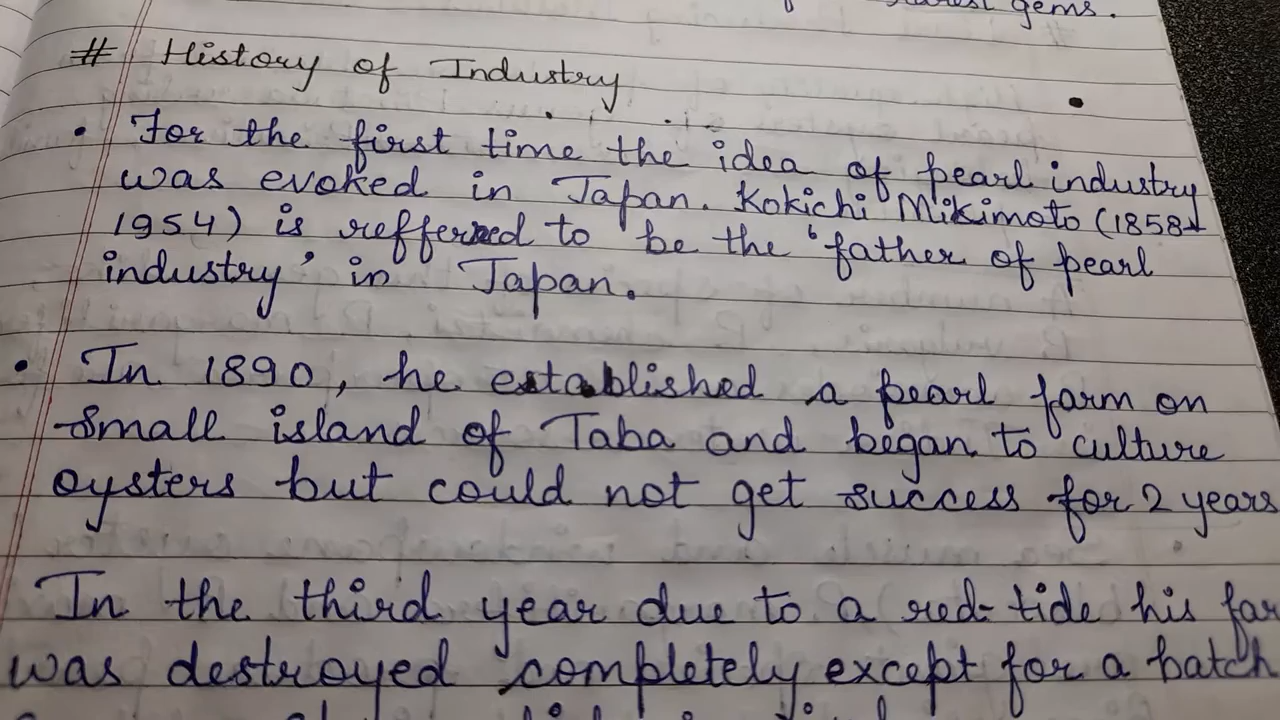 gems.
# History of Industry
• For the first time the idea of pearl industry
was evoked in Japan. Kokichi Mikimoto (1858-
1954) is refferred to be the 'father of pearl
industry' in Japan.
• In 1890, he established a pearl farm on
small island of Taba and began to culture
oysters but could not get success for 2 years
In the third year due to a red-tide his far
was destroyed completely except for a batch